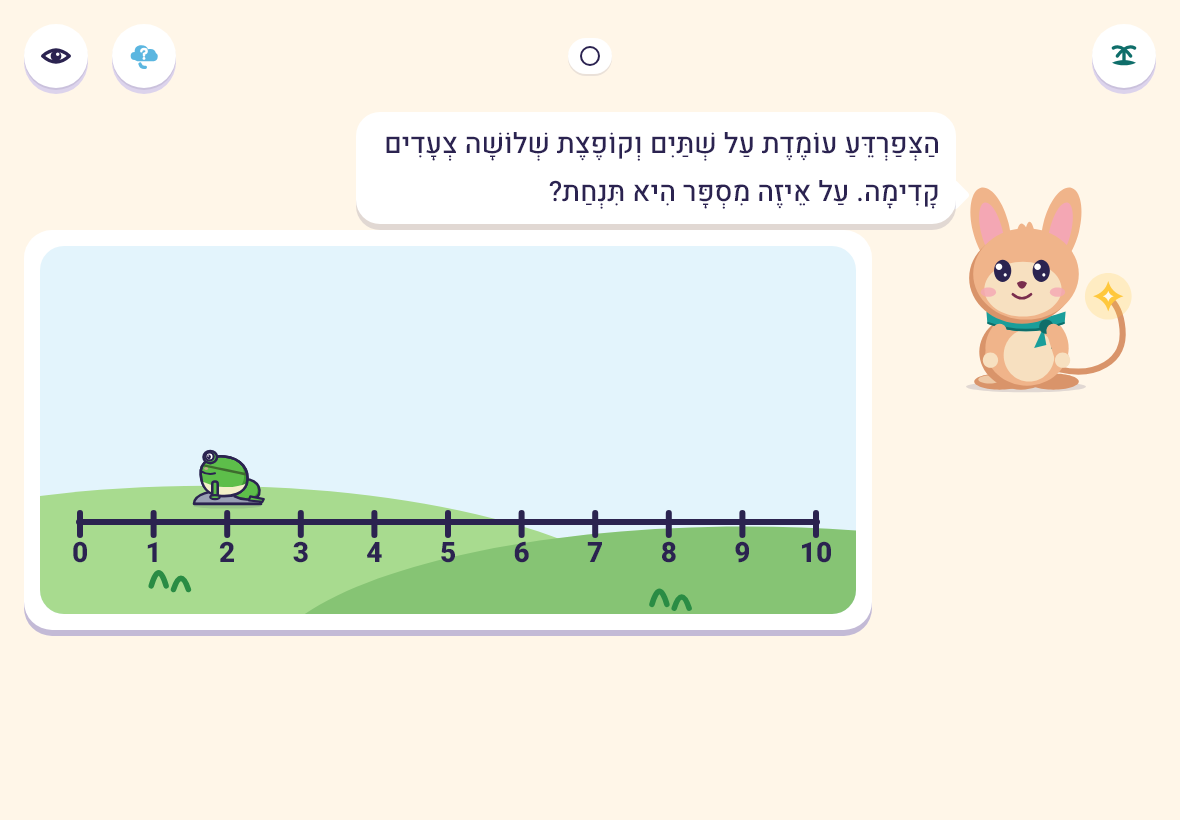 ?
הַצְּפַרְדֵּעַ עוֹמֶדֶת עַל שְׁתַּיִם וְקוֹפֶצֶת שְׁלוֹשָׁה צְעָדִים
קָדִימָה. עַל אֵיזֶה מִסְפָּר הִיא תִּנְחַת?
0 1 2 3 4 5 6 7 8 9 10